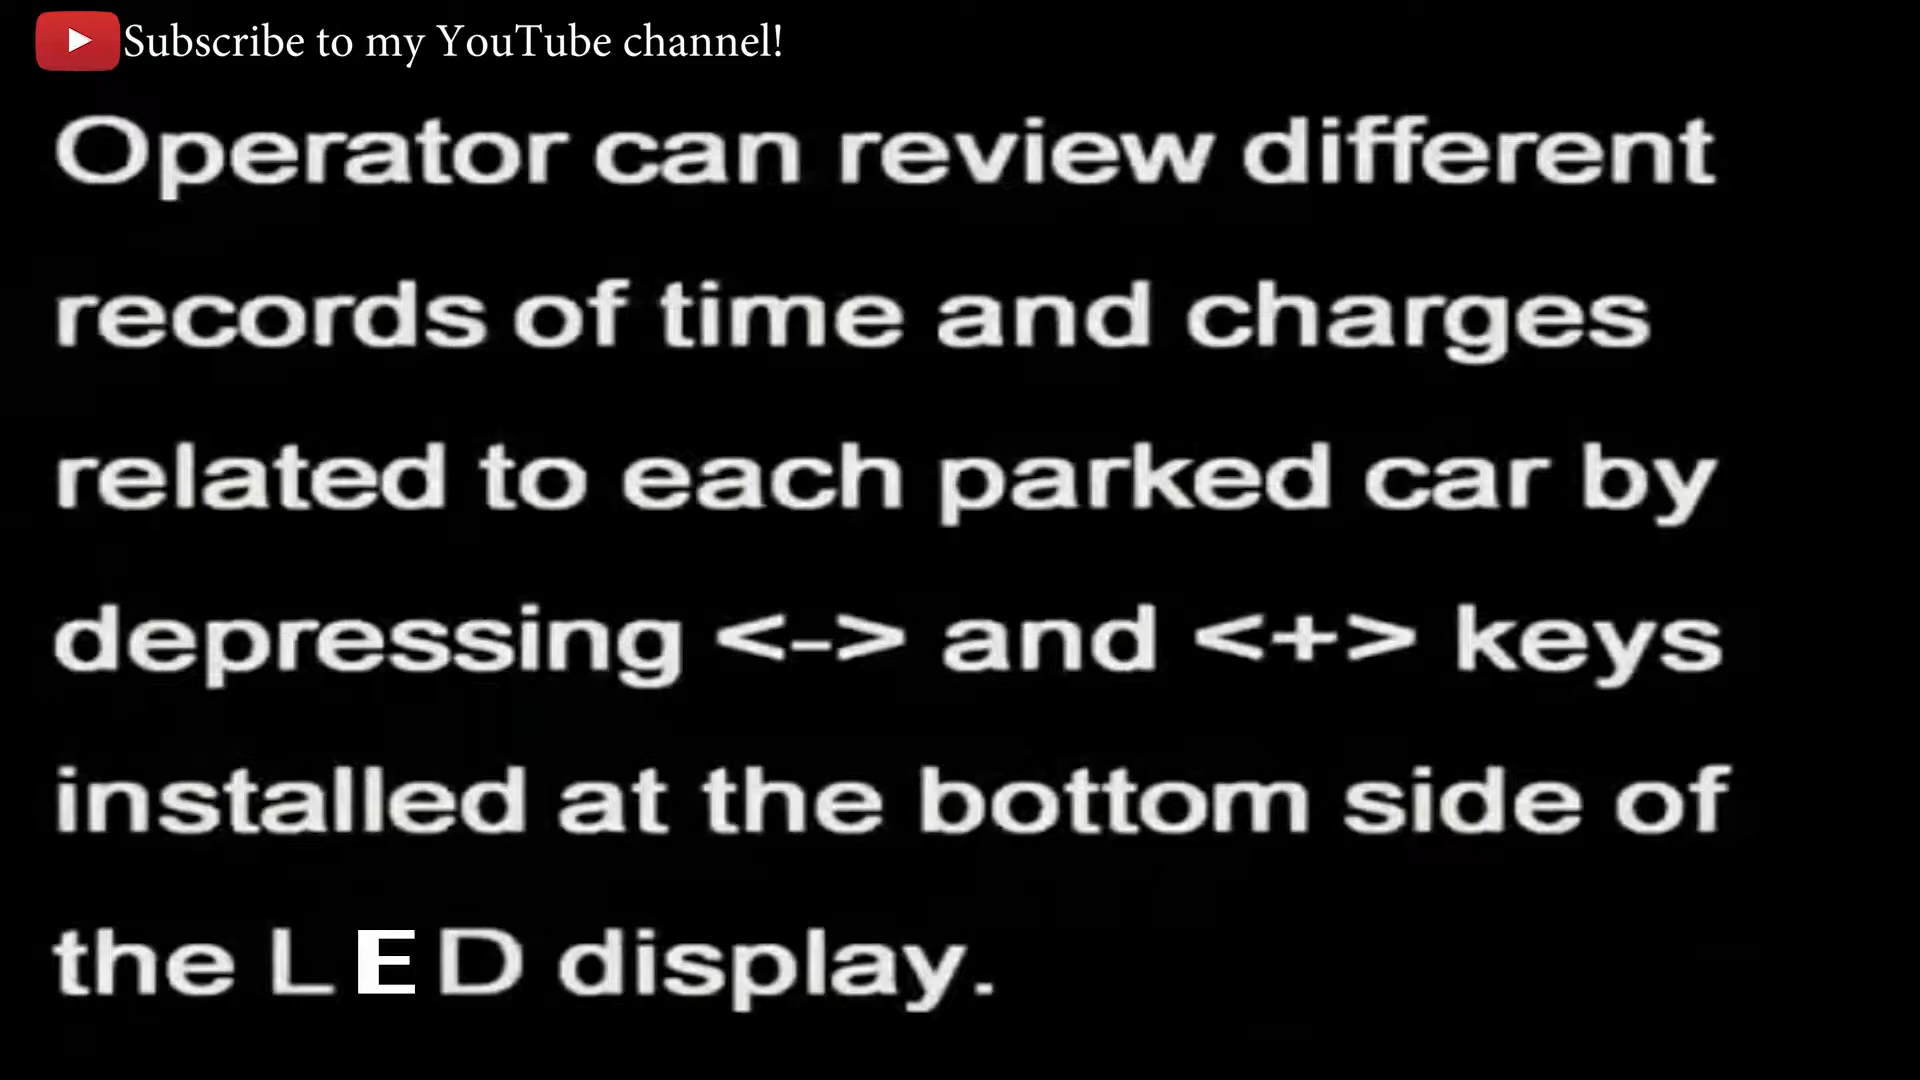 Subscribe to my YouTube channel!
Operator can review different
records of time and charges
related to each parked car by
depressing <-> and <+> keys
installed at the bottom side of
the LED display.